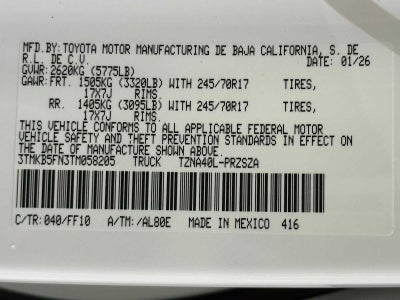 MFD.BY:TOYOTA MOTOR MANUFACTURING DE BAJA CALIFORNIA, S. DE
R.L. DE C.V. DATE: 01/26
GVWR:2620KG (5775LB)
GAWR:FRT. 1505KG (3320LB) WITH 245/70R17 TIRES,
17X7J RIMS.
RR. 1405KG (3095LB) WITH 245/70R17 TIRES,
17X7J RIMS.
THIS VEHICLE CONFORMS TO ALL APPLICABLE FEDERAL MOTOR
VEHICLE SAFETY AND THEFT PREVENTION STANDARDS IN EFFECT ON
THE DATE OF MANUFACTURE SHOWN ABOVE.
3TMKB5FN3TM058205 TRUCK TZNA40L-PRZSZA
C/TR: 040/FF10 A/TM: /AL80E MADE IN MEXICO 416